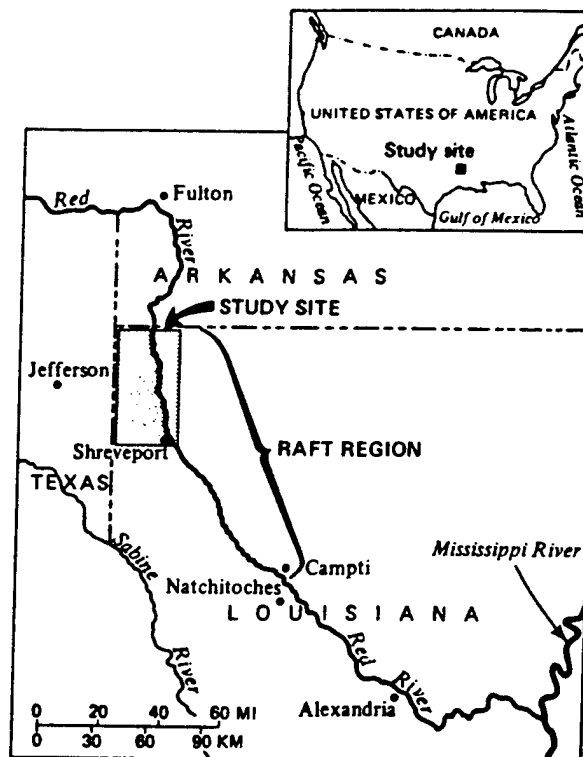 CANADA
UNITED STATES OF AMERICA
Study site
Pacific Ocean
Atlantic Ocean
MEXICO
Gulf of Mexico
Red
River
Fulton
ARKANSAS
STUDY SITE
Jefferson
Shreveport
RAFT REGION
TEXAS
Sabine
River
Campti
Natchitoches
LOUISIANA
Mississippi River
Red
River
Alexandria
0 20 40 60 MI
0 30 60 90 KM